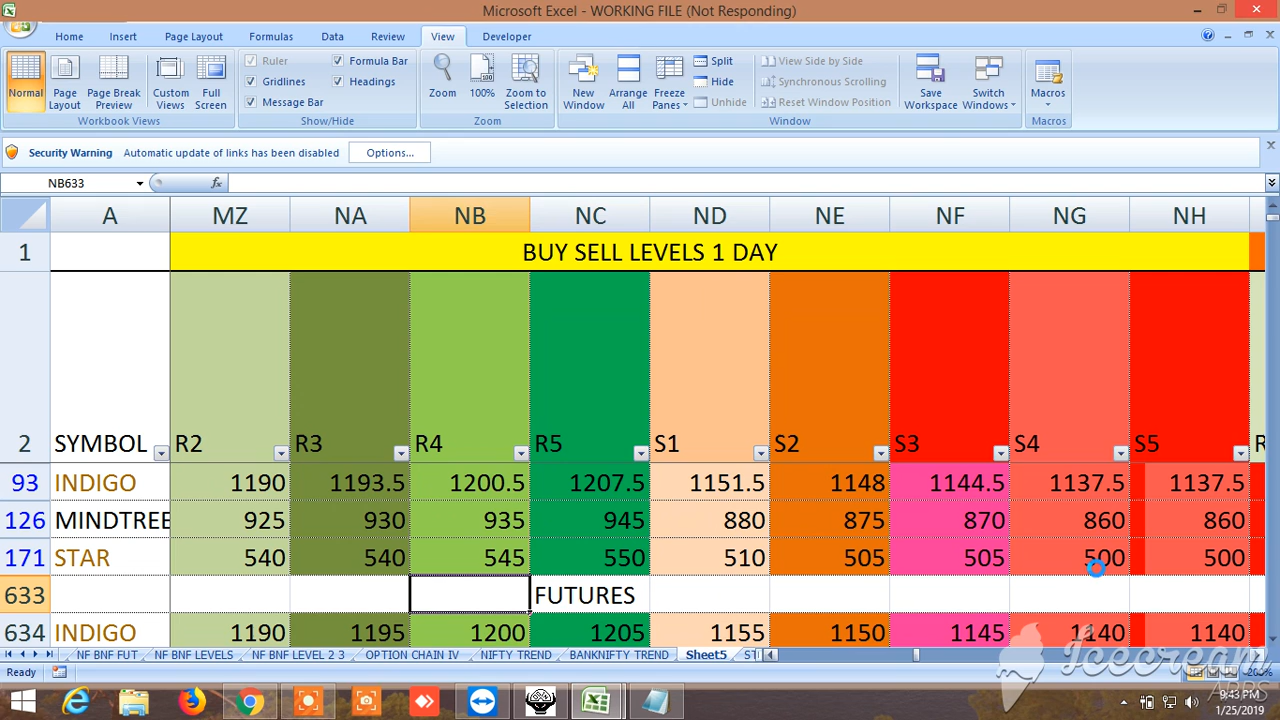 Microsoft Excel - WORKING FILE (Not Responding)
Home Insert Page Layout Formulas Data Review View Developer
Normal Page Layout Page Break Preview Custom Views Full Screen
Workbook Views
Ruler Formula Bar
Gridlines Headings
Message Bar
Show/Hide
Zoom 100% Zoom to Selection
Zoom
New Window Arrange All Freeze Panes
Split
Hide
Unhide
View Side by Side
Synchronous Scrolling
Reset Window Position
Save Workspace Switch Windows
Window
Macros
Macros
Security Warning Automatic update of links has been disabled Options...
NB633 fx
A MZ NA NB NC ND NE NF NG NH
1 BUY SELL LEVELS 1 DAY
2 SYMBOL R2 R3 R4 R5 S1 S2 S3 S4 S5 R
93 INDIGO 1190 1193.5 1200.5 1207.5 1151.5 1148 1144.5 1137.5 1137.5
126 MINDTREE 925 930 935 945 880 875 870 860 860
171 STAR 540 540 545 550 510 505 505 500 500
633 FUTURES
634 INDIGO 1190 1195 1200 1205 1155 1150 1145 1140 1140
NF BNF FUT NF BNF LEVELS NF BNF LEVEL 2 3 OPTION CHAIN IV NIFTY TREND BANKNIFTY TREND Sheet5 ST
Ready 200%
Icecream
APPS
9:43 PM
1/25/2019